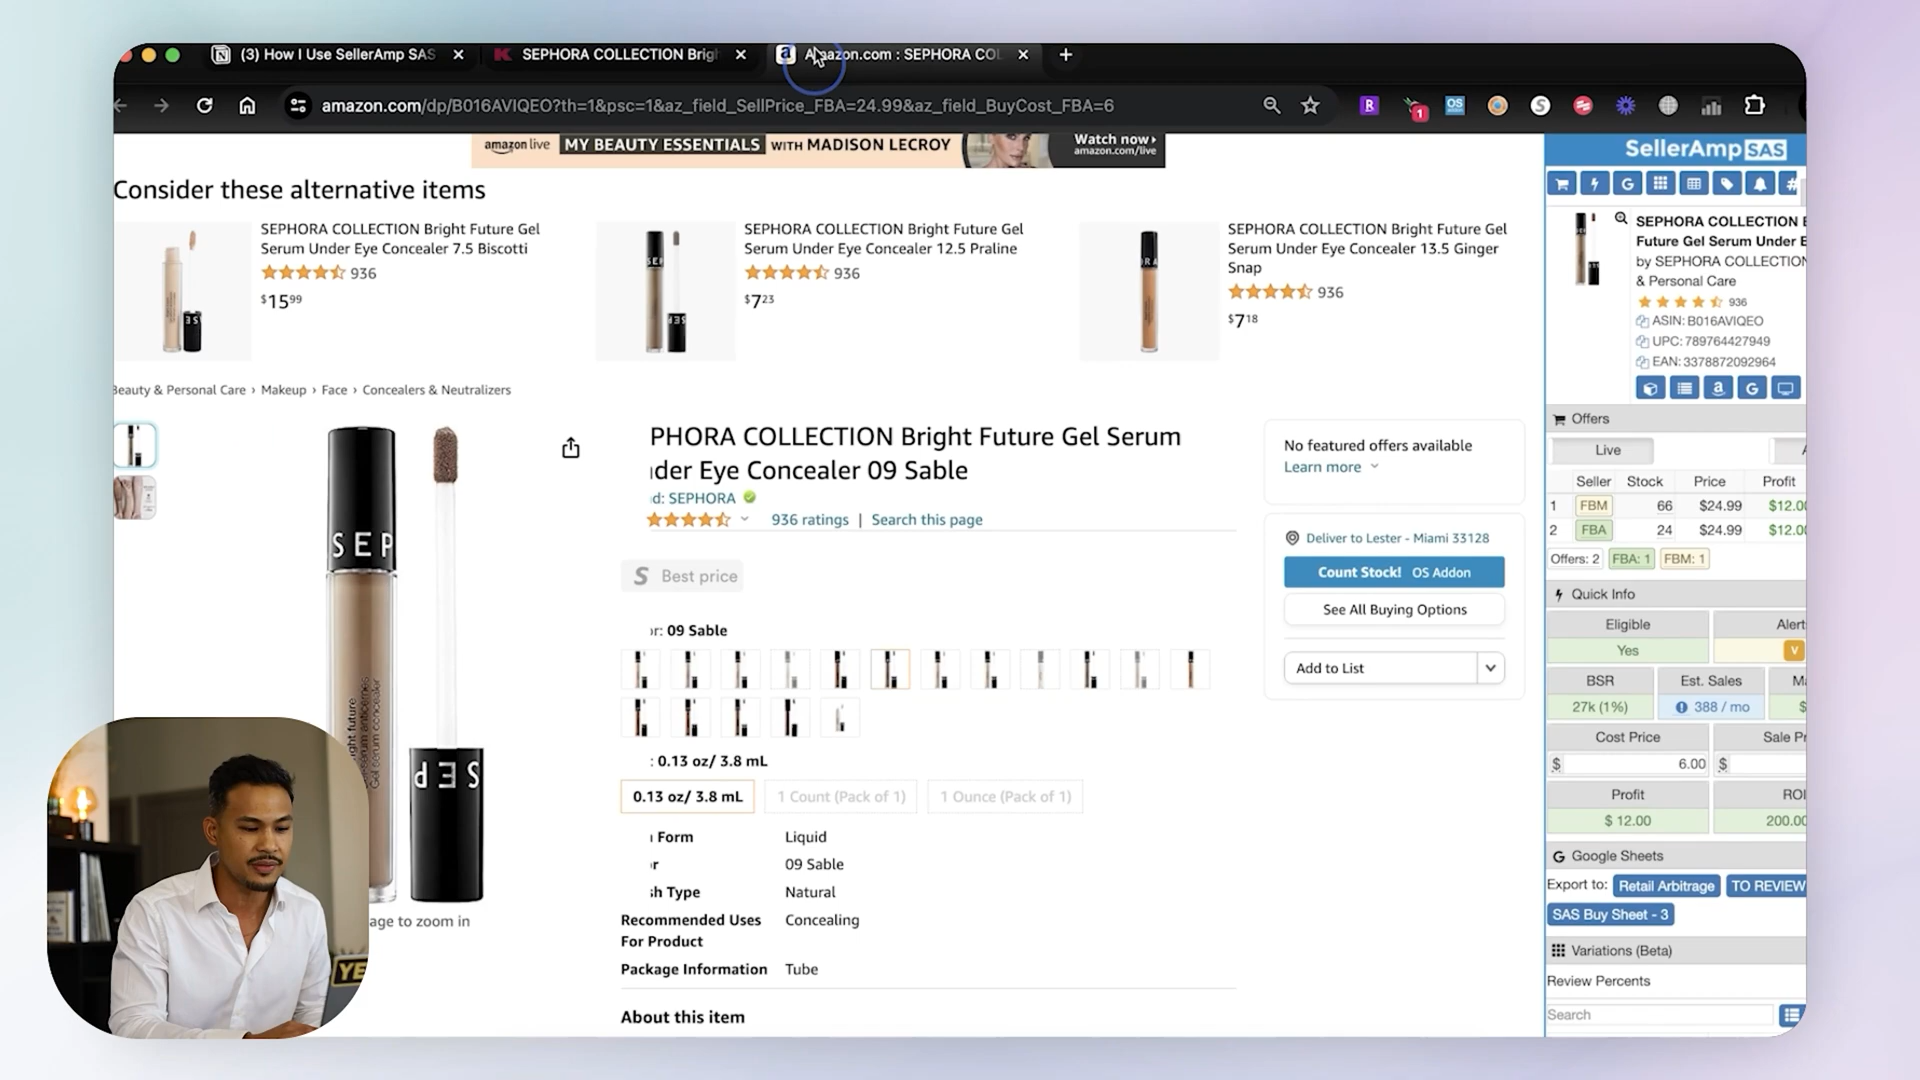 (3) How I Use SellerAmp SAS
SEPHORA COLLECTION Brig
Amazon.com : SEPHORA COL
amazon.com/dp/B016AVIQEO?th=1&psc=1&az_field_SellPrice_FBA=24.99&az_field_BuyCost_FBA=6
amazon live MY BEAUTY ESSENTIALS WITH MADISON LECROY
Watch now
amazon.com/live
Consider these alternative items
SEPHORA COLLECTION Bright Future Gel
Serum Under Eye Concealer 7.5 Biscotti
936
$15 99
SEPHORA COLLECTION Bright Future Gel
Serum Under Eye Concealer 12.5 Praline
936
$7 23
SEPHORA COLLECTION Bright Future Gel
Serum Under Eye Concealer 13.5 Ginger
Snap
936
$7 18
Beauty & Personal Care › Makeup › Face › Concealers & Neutralizers
PHORA COLLECTION Bright Future Gel Serum
der Eye Concealer 09 Sable
d: SEPHORA
936 ratings | Search this page
S Best price
r: 09 Sable
: 0.13 oz/ 3.8 mL
0.13 oz/ 3.8 mL
1 Count (Pack of 1)
1 Ounce (Pack of 1)
Form Liquid
r 09 Sable
sh Type Natural
Recommended Uses Concealing
For Product
Package Information Tube
About this item
SEP
SEP
ght future
Gel serum concealer
age to zoom in
No featured offers available
Learn more
Deliver to Lester - Miami 33128
Count Stock! OS Addon
See All Buying Options
Add to List
SellerAmp SAS
SEPHORA COLLECTION
Future Gel Serum Under E
by SEPHORA COLLECTION
& Personal Care
936
ASIN: B016AVIQEO
UPC: 789764427949
EAN: 3378872092964
Offers
Live
Seller Stock Price Profit
1 FBM 66 $24.99 $12.00
2 FBA 24 $24.99 $12.00
Offers: 2 FBA: 1 FBM: 1
Quick Info
Eligible Alert
Yes V
BSR Est. Sales Ma
27k (1%) 388 / mo $
Cost Price Sale Pr
$ 6.00 $
Profit ROI
$ 12.00 200.00
Google Sheets
Export to: Retail Arbitrage TO REVIEW
SAS Buy Sheet - 3
Variations (Beta)
Review Percents
Search
YE